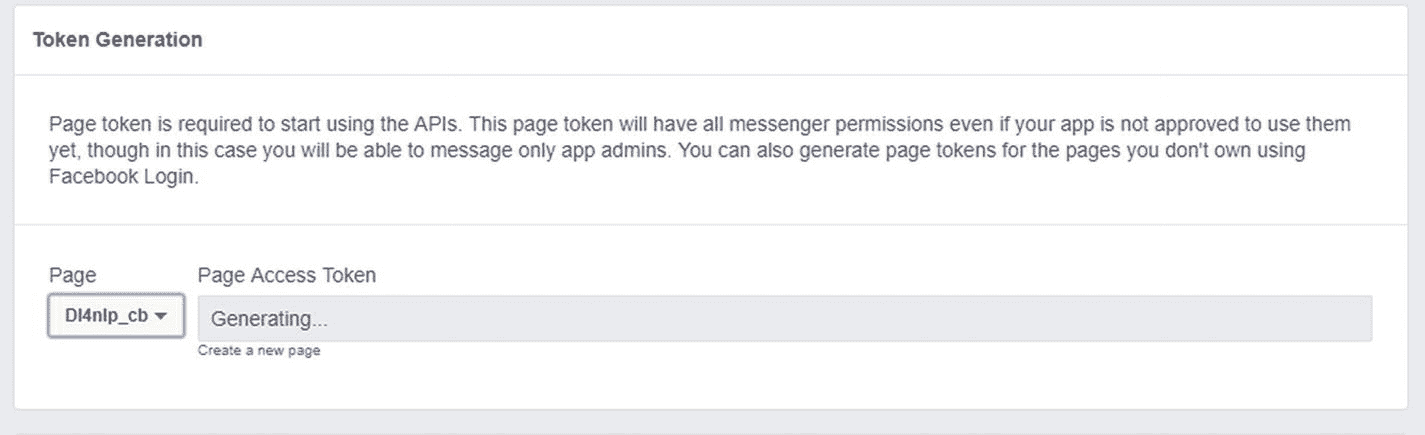 Token Generation
Page token is required to start using the APIs. This page token will have all messenger permissions even if your app is not approved to use them
yet, though in this case you will be able to message only app admins. You can also generate page tokens for the pages you don't own using
Facebook Login.
Page
Page Access Token
Dl4nlp_cb
Generating...
Create a new page